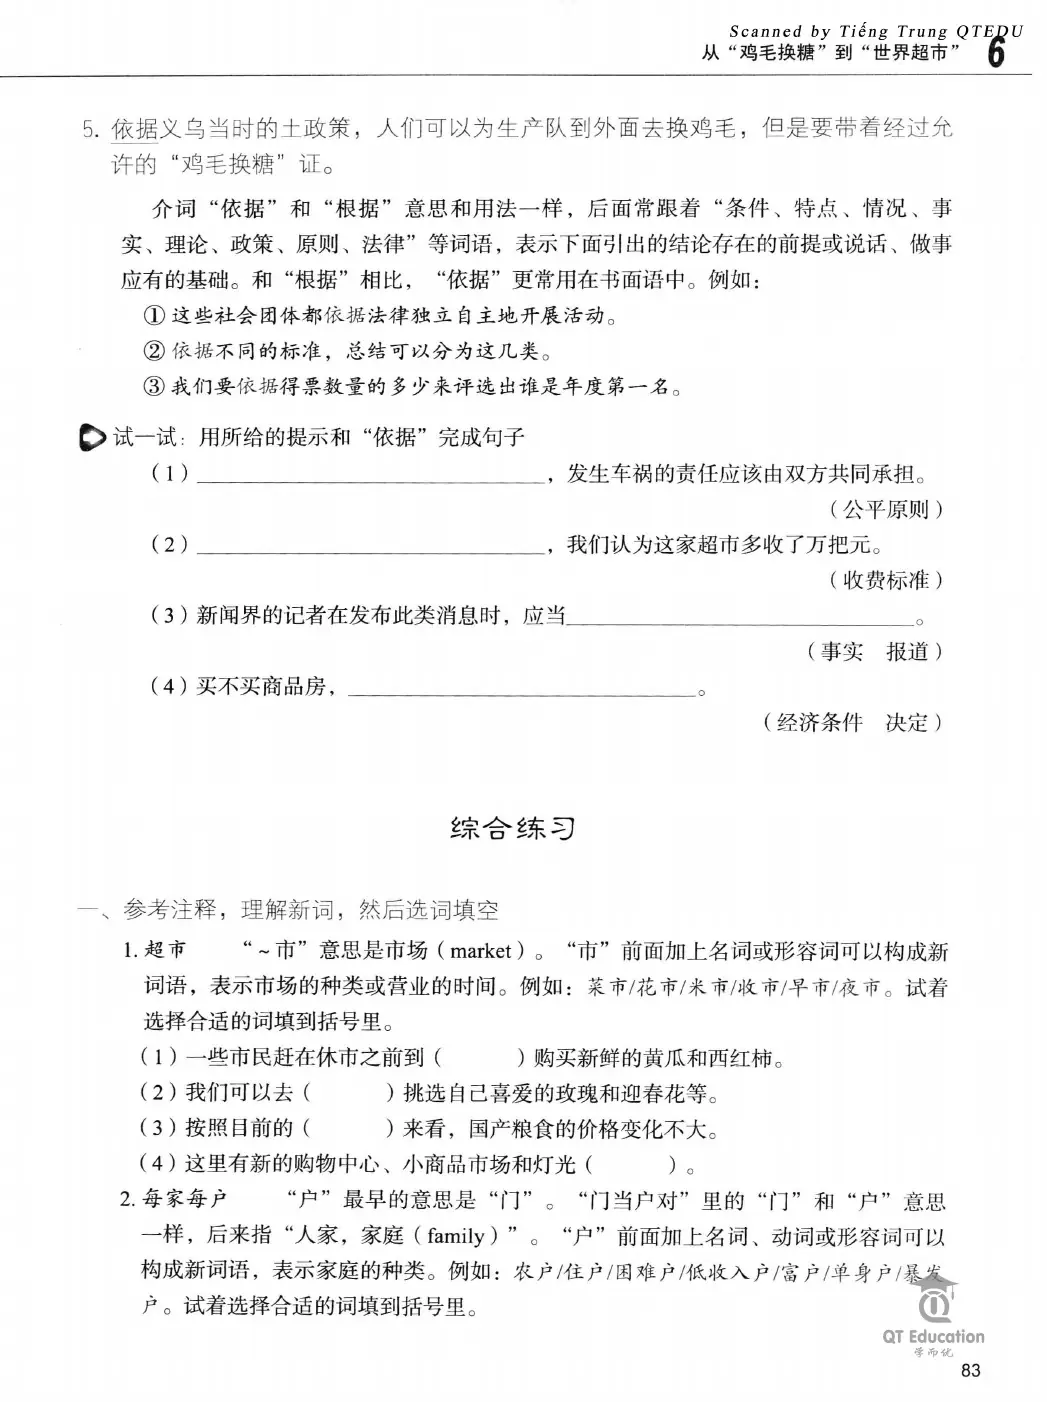 Scanned by Tiếng Trung QTEDU
从“鸡毛换糖”到“世界超市” 6
5. 依据义乌当时的土政策，人们可以为生产队到外面去换鸡毛，但是要带着经过允
许的“鸡毛换糖”证。
介词“依据”和“根据”意思和用法一样，后面常跟着“条件、特点、情况、事
实、理论、政策、原则、法律”等词语，表示下面引出的结论存在的前提或说话、做事
应有的基础。和“根据”相比，“依据”更常用在书面语中。例如：
① 这些社会团体都依据法律独立自主地开展活动。
② 依据不同的标准，总结可以分为这几类。
③ 我们要依据得票数量的多少来评选出谁是年度第一名。
试一试：用所给的提示和“依据”完成句子
（1）________________，发生车祸的责任应该由双方共同承担。
（公平原则）
（2）________________，我们认为这家超市多收了万把元。
（收费标准）
（3）新闻界的记者在发布此类消息时，应当________________。
（事实 报道）
（4）买不买商品房，________________。
（经济条件 决定）
综合练习
一、参考注释，理解新词，然后选词填空
1. 超市 “～市”意思是市场（market）。“市”前面加上名词或形容词可以构成新
词语，表示市场的种类或营业的时间。例如：菜市/花市/米市/收市/早市/夜市。试着
选择合适的词填到括号里。
（1）一些市民赶在休市之前到（ ）购买新鲜的黄瓜和西红柿。
（2）我们可以去（ ）挑选自己喜爱的玫瑰和迎春花等。
（3）按照目前的（ ）来看，国产粮食的价格变化不大。
（4）这里有新的购物中心、小商品市场和灯光（ ）。
2. 每家每户 “户”最早的意思是“门”。“门当户对”里的“门”和“户”意思
一样，后来指“人家，家庭（family）”。“户”前面加上名词、动词或形容词可以
构成新词语，表示家庭的种类。例如：农户/住户/困难户/低收入户/富户/单身户/暴发
户。试着选择合适的词填到括号里。
QT Education
学而优
83